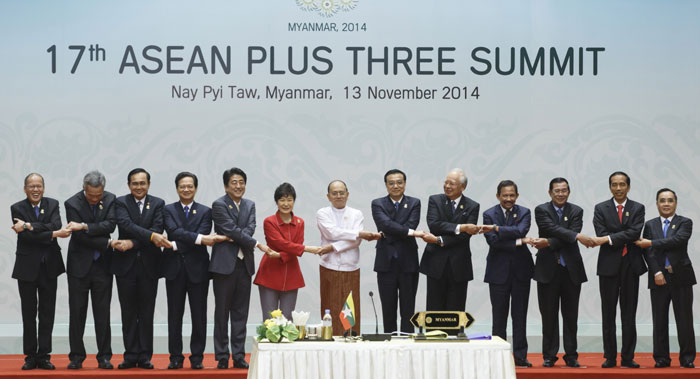 MYANMAR, 2014
17th ASEAN PLUS THREE SUMMIT
Nay Pyi Taw, Myanmar, 13 November 2014
MYANMAR